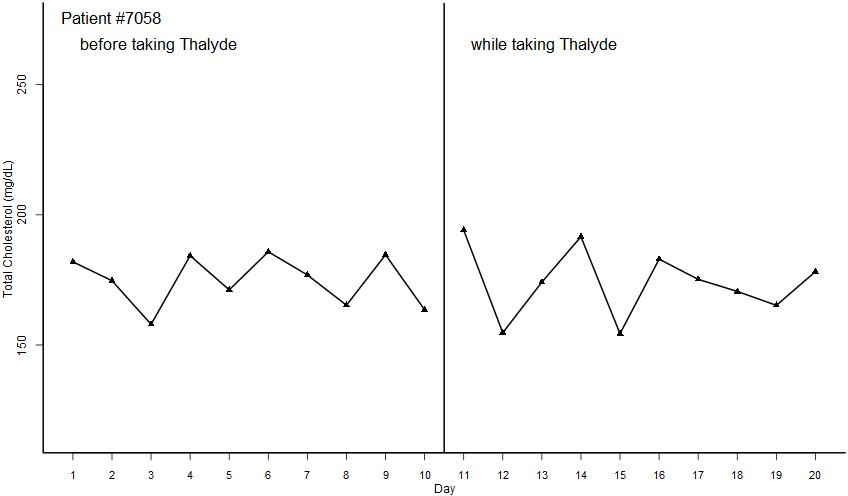 Patient #7058
before taking Thalyde
while taking Thalyde
250
200
150
Total Cholesterol (mg/dL)
1 2 3 4 5 6 7 8 9 10 11 12 13 14 15 16 17 18 19 20
Day